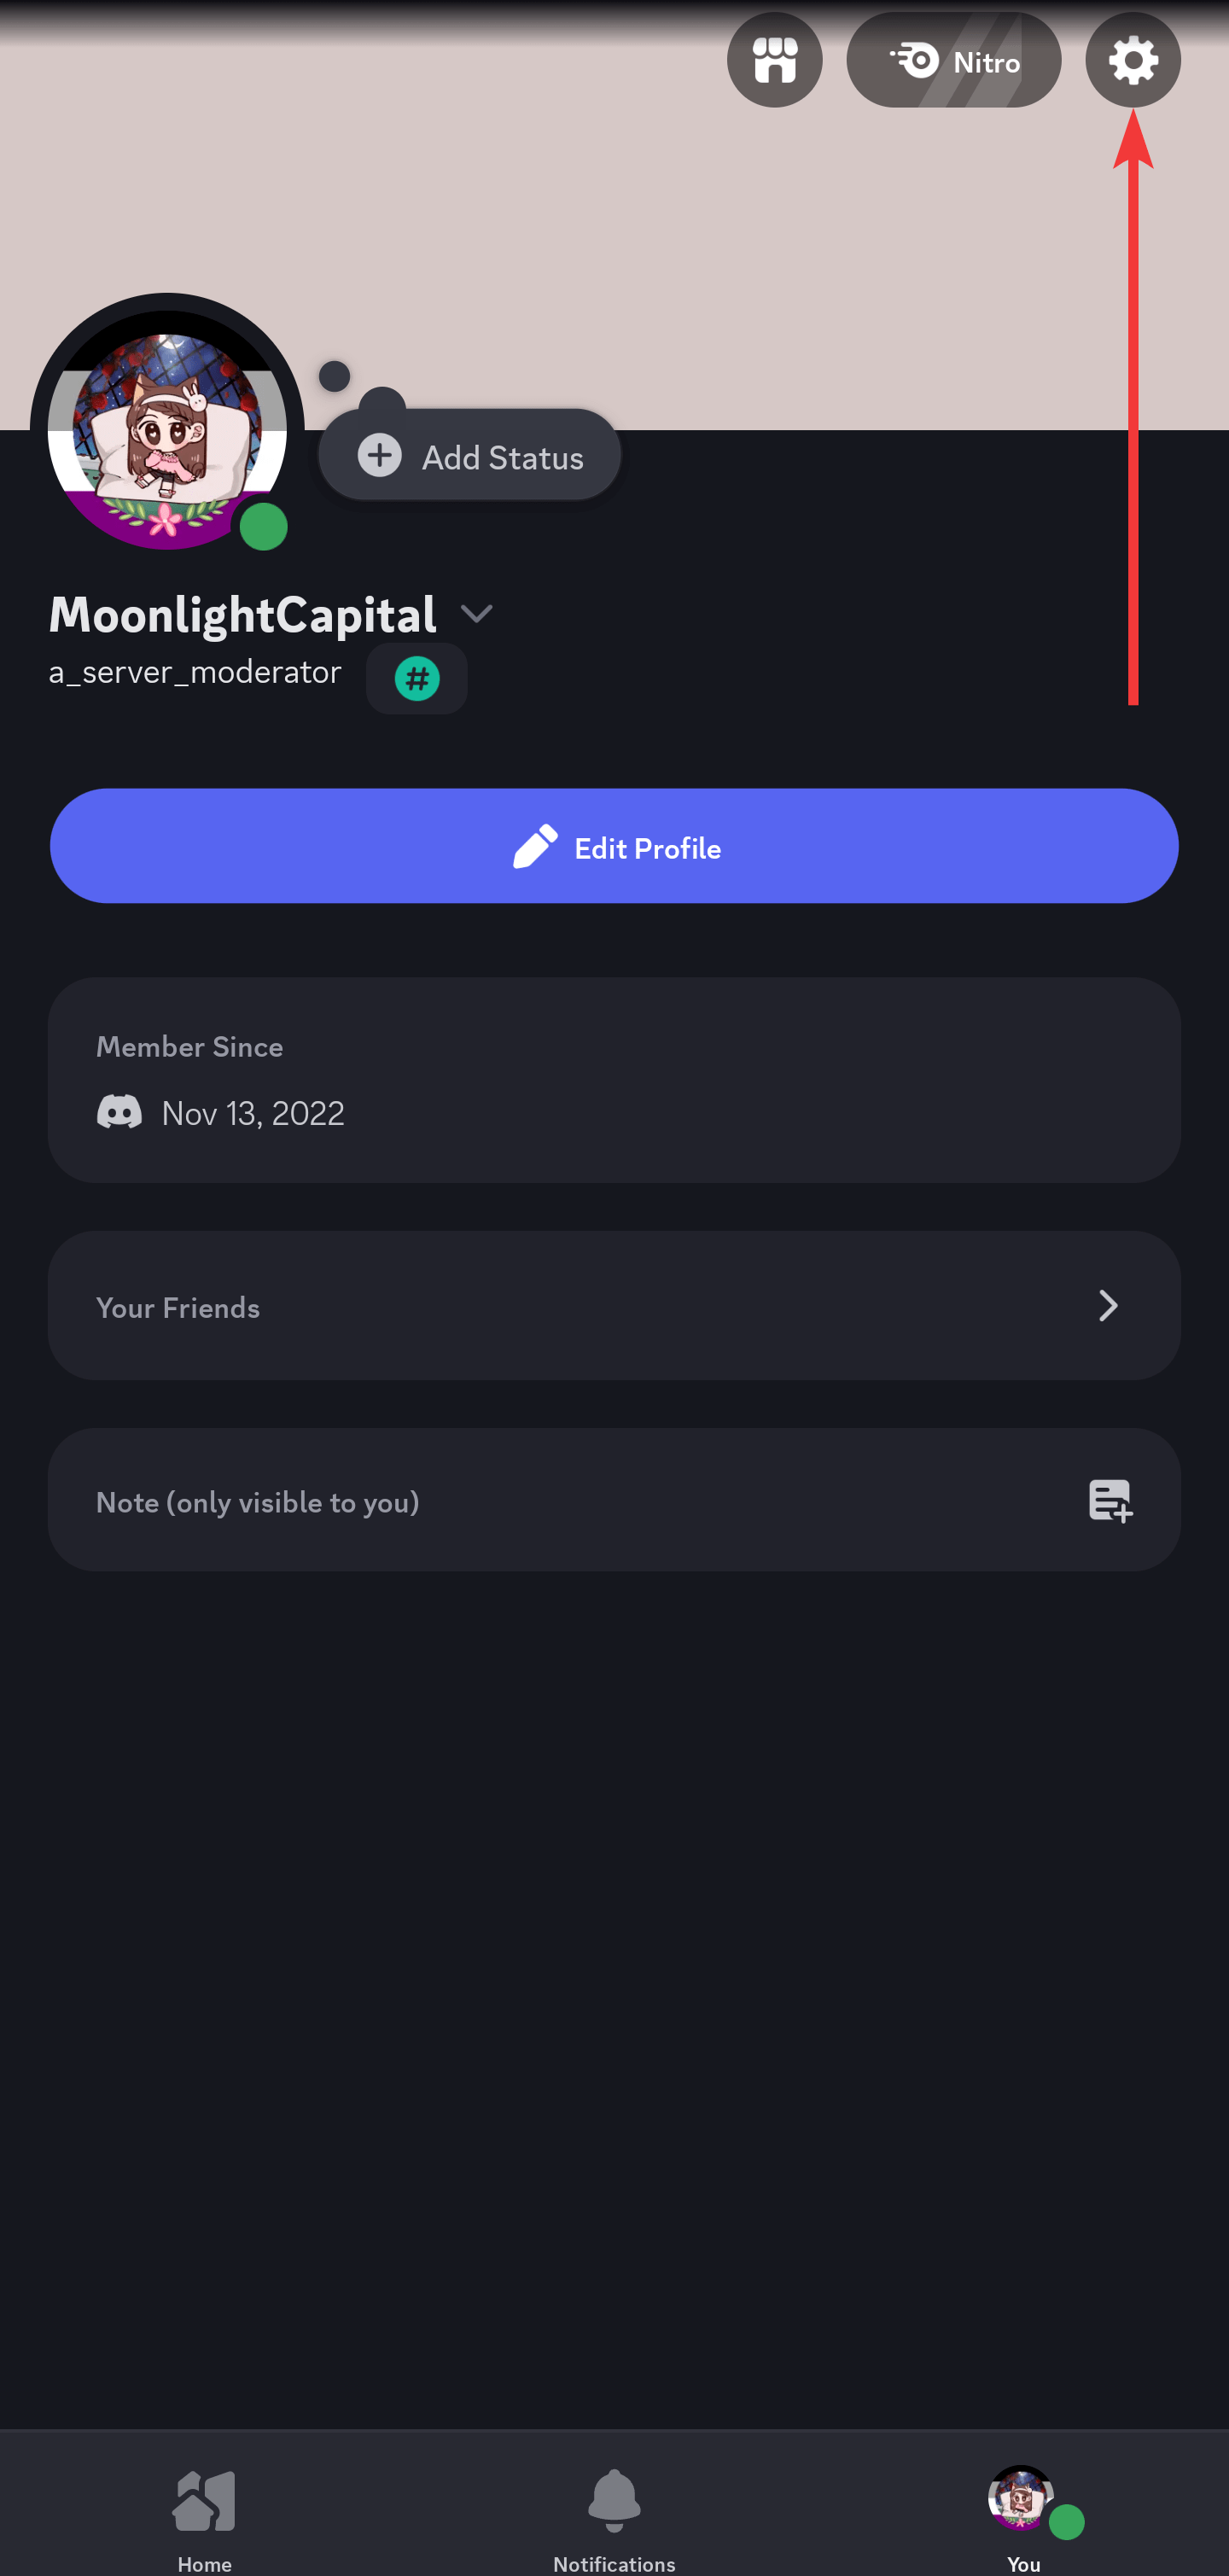 Nitro
Add Status
MoonlightCapital
a_server_moderator
#
Edit Profile
Member Since
Nov 13, 2022
Your Friends
Note (only visible to you)
Home
Notifications
You